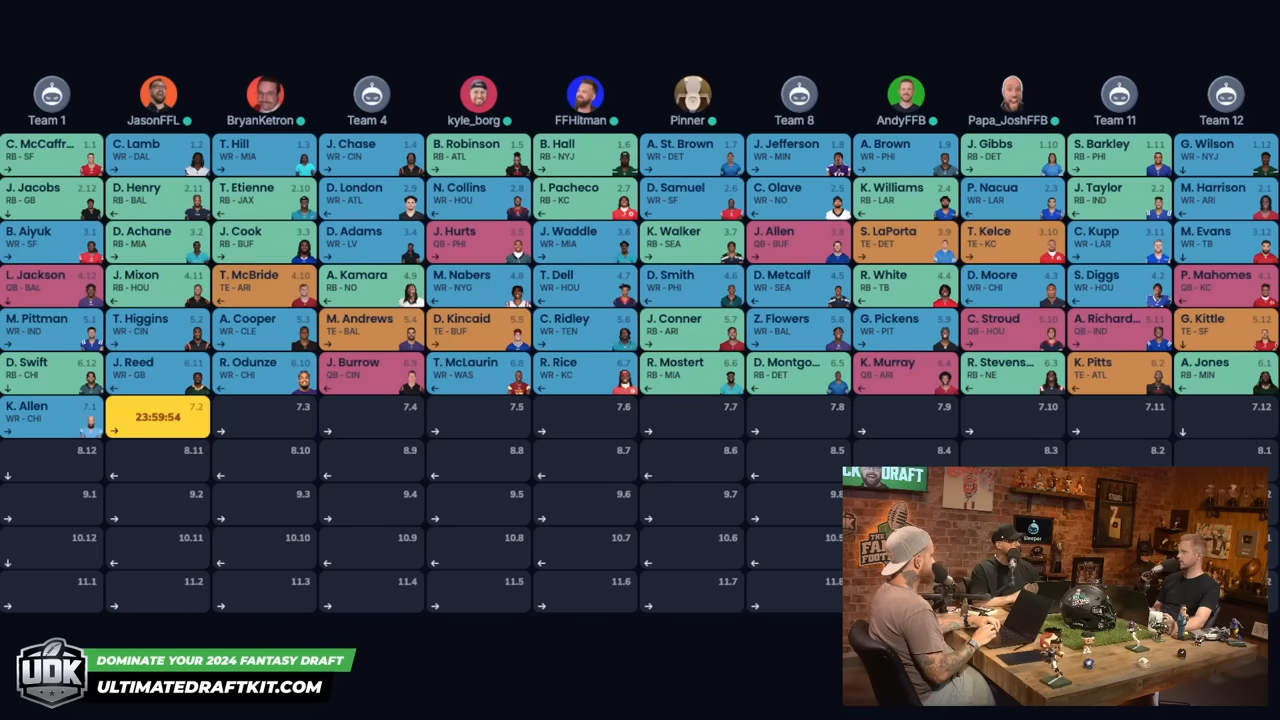 Team 1
JasonFFL
BryanKetron
Team 4
kyle_borg
FFHitman
Pinner
Team 8
AndyFFB
Papa_JoshFFB
Team 11
Team 12
C. McCaffr... 1.1
RB - SF
C. Lamb 1.2
WR - DAL
T. Hill 1.3
WR - MIA
J. Chase 1.4
WR - CIN
B. Robinson 1.5
RB - ATL
B. Hall 1.6
RB - NYJ
A. St. Brown 1.7
WR - DET
J. Jefferson 1.8
WR - MIN
A. Brown 1.9
WR - PHI
J. Gibbs 1.10
RB - DET
S. Barkley 1.11
RB - PHI
G. Wilson 1.12
WR - NYJ
J. Jacobs 2.12
RB - GB
D. Henry 2.11
RB - BAL
T. Etienne 2.10
RB - JAX
D. London 2.9
WR - ATL
N. Collins 2.8
WR - HOU
I. Pacheco 2.7
RB - KC
D. Samuel 2.6
WR - SF
C. Olave 2.5
WR - NO
K. Williams 2.4
RB - LAR
P. Nacua 2.3
WR - LAR
J. Taylor 2.2
RB - IND
M. Harrison 2.1
WR - ARI
B. Aiyuk 3.1
WR - SF
D. Achane 3.2
RB - MIA
J. Cook 3.3
RB - BUF
D. Adams 3.4
WR - LV
J. Hurts 3.5
QB - PHI
J. Waddle 3.6
WR - MIA
K. Walker 3.7
RB - SEA
J. Allen 3.8
QB - BUF
S. LaPorta 3.9
TE - DET
T. Kelce 3.10
TE - KC
C. Kupp 3.11
WR - LAR
M. Evans 3.12
WR - TB
L. Jackson 4.12
QB - BAL
J. Mixon 4.11
RB - HOU
T. McBride 4.10
TE - ARI
A. Kamara 4.9
RB - NO
M. Nabers 4.8
WR - NYG
T. Dell 4.7
WR - HOU
D. Smith 4.6
WR - PHI
D. Metcalf 4.5
WR - SEA
R. White 4.4
RB - TB
D. Moore 4.3
WR - CHI
S. Diggs 4.2
WR - HOU
P. Mahomes 4.1
QB - KC
M. Pittman 5.1
WR - IND
T. Higgins 5.2
WR - CIN
A. Cooper 5.3
WR - CLE
M. Andrews 5.4
TE - BAL
D. Kincaid 5.5
TE - BUF
C. Ridley 5.6
WR - TEN
J. Conner 5.7
RB - ARI
Z. Flowers 5.8
WR - BAL
G. Pickens 5.9
WR - PIT
C. Stroud 5.10
QB - HOU
A. Richard... 5.11
QB - IND
G. Kittle 5.12
TE - SF
D. Swift 6.12
RB - CHI
J. Reed 6.11
WR - GB
R. Odunze 6.10
WR - CHI
J. Burrow 6.9
QB - CIN
T. McLaurin 6.8
WR - WAS
R. Rice 6.7
WR - KC
R. Mostert 6.6
RB - MIA
D. Montgo... 6.5
RB - DET
K. Murray 6.4
QB - ARI
R. Stevens... 6.3
RB - NE
K. Pitts 6.2
TE - ATL
A. Jones 6.1
RB - MIN
K. Allen 7.1
WR - CHI
7.2
23:59:54
7.3
7.4
7.5
7.6
7.7
7.8
7.9
7.10
7.11
7.12
8.12
8.11
8.10
8.9
8.8
8.7
8.6
8.5
8.4
8.3
8.2
8.1
9.1
9.2
9.3
9.4
9.5
9.6
9.7
9.8
10.12
10.11
10.10
10.9
10.8
10.7
10.6
10.5
11.1
11.2
11.3
11.4
11.5
11.6
11.7
11.8
DRAFT
Sleeper
UDK
DOMINATE YOUR 2024 FANTASY DRAFT
ULTIMATEDRAFTKIT.COM